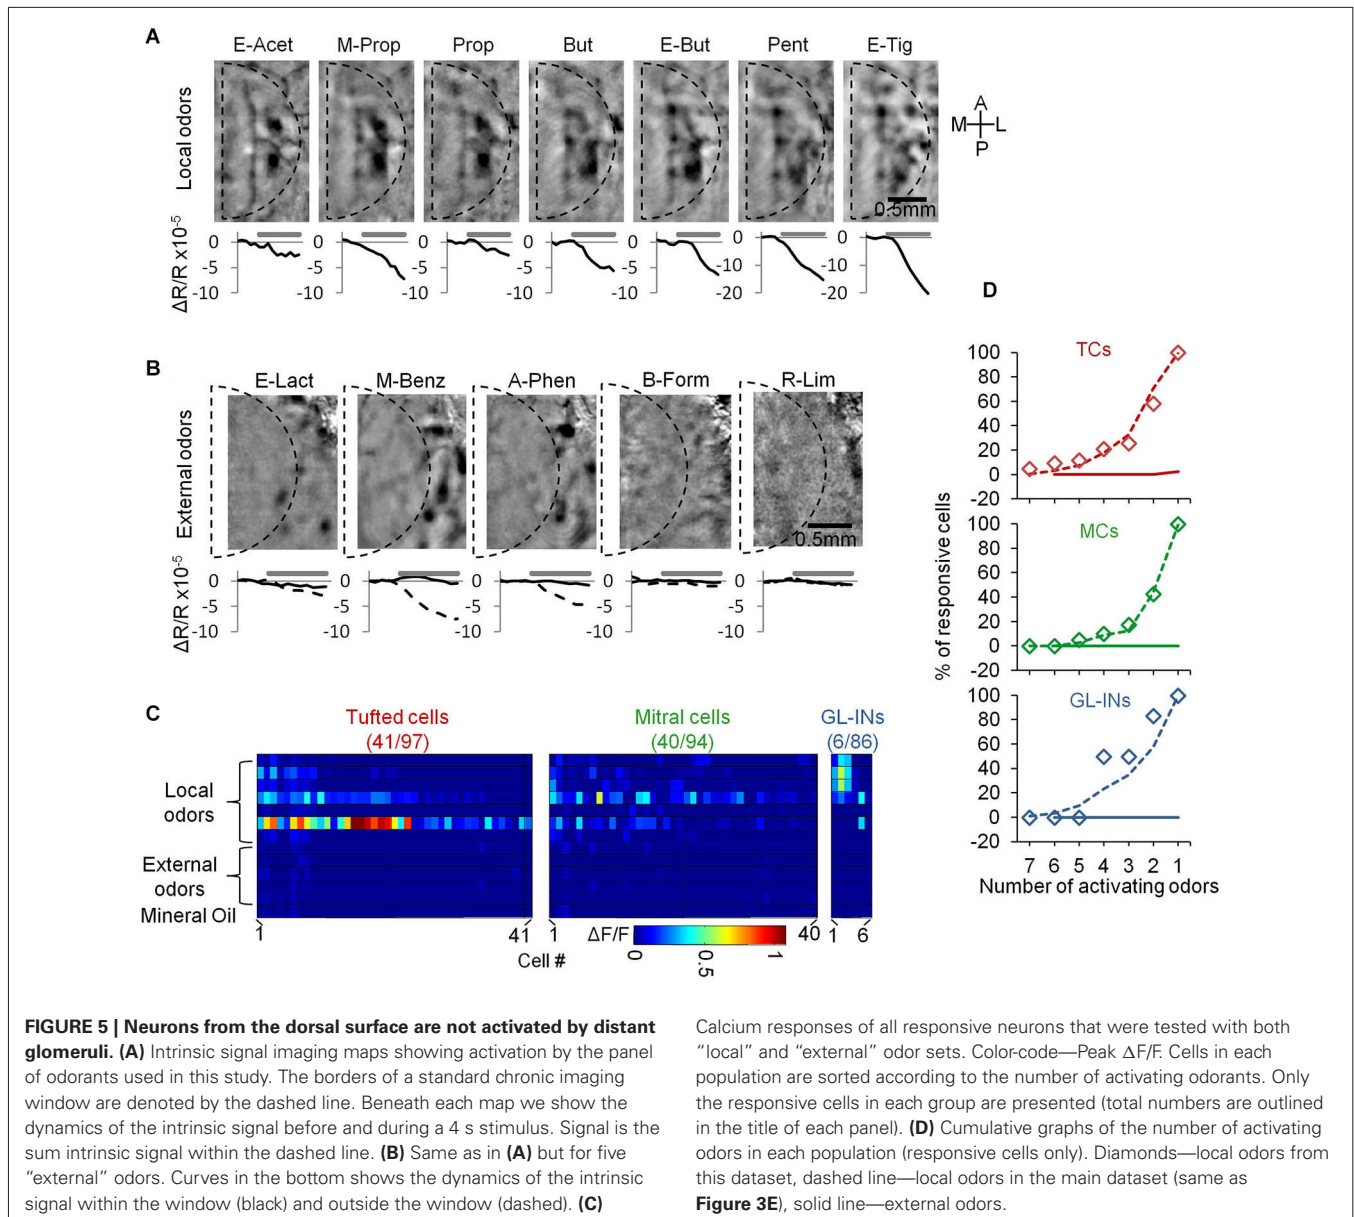 A
E-Acet M-Prop Prop But E-But Pent E-Tig
Local odors
A
M L
P
0.5mm
ΔR/R x10-5
0 0 0 0 0 0 0
-5 -5 -5 -5 -5 -10 -10
-10 -10 -10 -10 -20 -20 -20
B
E-Lact M-Benz A-Phen B-Form R-Lim
External odors
0.5mm
ΔR/R x10-5
0 0 0 0 0
-5 -5 -5 -5 -5
-10 -10 -10 -10 -10
C
Tufted cells Mitral cells GL-INs
(41/97) (40/94) (6/86)
Local
odors
External
odors
Mineral Oil
1 41 1 40 1 6
Cell #
ΔF/F
0 0.5 1
D
% of responsive cells
TCs
100
80
60
40
20
0
-20
MCs
100
80
60
40
20
0
-20
GL-INs
100
80
60
40
20
0
-20
7 6 5 4 3 2 1
Number of activating odors
FIGURE 5 | Neurons from the dorsal surface are not activated by distant
glomeruli. (A) Intrinsic signal imaging maps showing activation by the panel
of odorants used in this study. The borders of a standard chronic imaging
window are denoted by the dashed line. Beneath each map we show the
dynamics of the intrinsic signal before and during a 4 s stimulus. Signal is the
sum intrinsic signal within the dashed line. (B) Same as in (A) but for five
"external" odors. Curves in the bottom shows the dynamics of the intrinsic
signal within the window (black) and outside the window (dashed). (C)
Calcium responses of all responsive neurons that were tested with both
"local" and "external" odor sets. Color-code—Peak ΔF/F. Cells in each
population are sorted according to the number of activating odorants. Only
the responsive cells in each group are presented (total numbers are outlined
in the title of each panel). (D) Cumulative graphs of the number of activating
odors in each population (responsive cells only). Diamonds—local odors from
this dataset, dashed line—local odors in the main dataset (same as
Figure 3E), solid line—external odors.